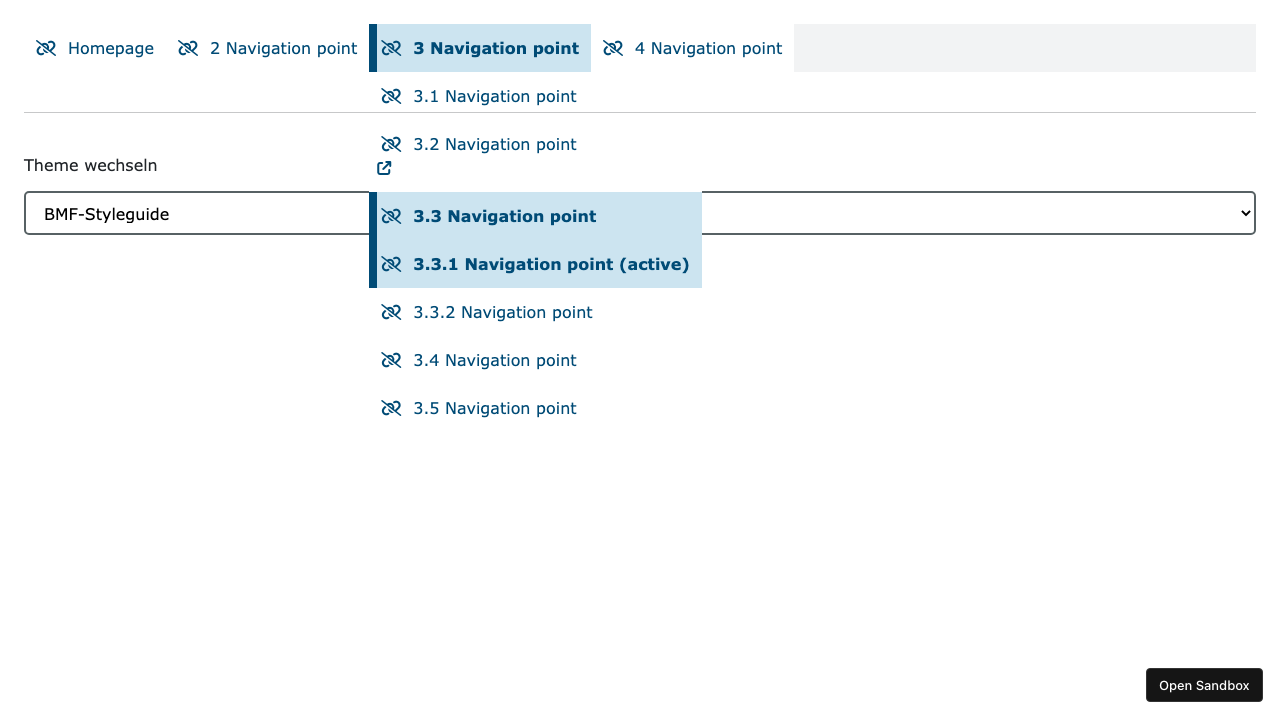 Homepage
2 Navigation point
3 Navigation point
4 Navigation point
3.1 Navigation point
3.2 Navigation point
Theme wechseln
BMF-Styleguide
3.3 Navigation point
3.3.1 Navigation point (active)
3.3.2 Navigation point
3.4 Navigation point
3.5 Navigation point
Open Sandbox